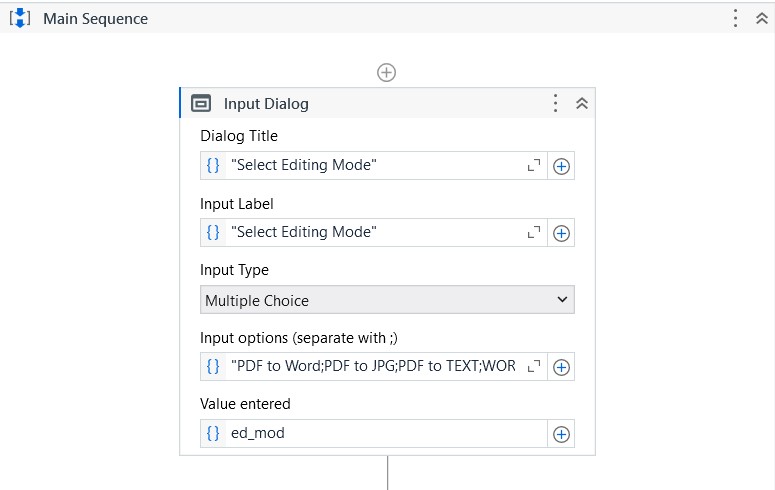 Main Sequence
Input Dialog
Dialog Title
"Select Editing Mode"
Input Label
"Select Editing Mode"
Input Type
Multiple Choice
Input options (separate with ;)
"PDF to Word;PDF to JPG;PDF to TEXT;WOR
Value entered
ed_mod